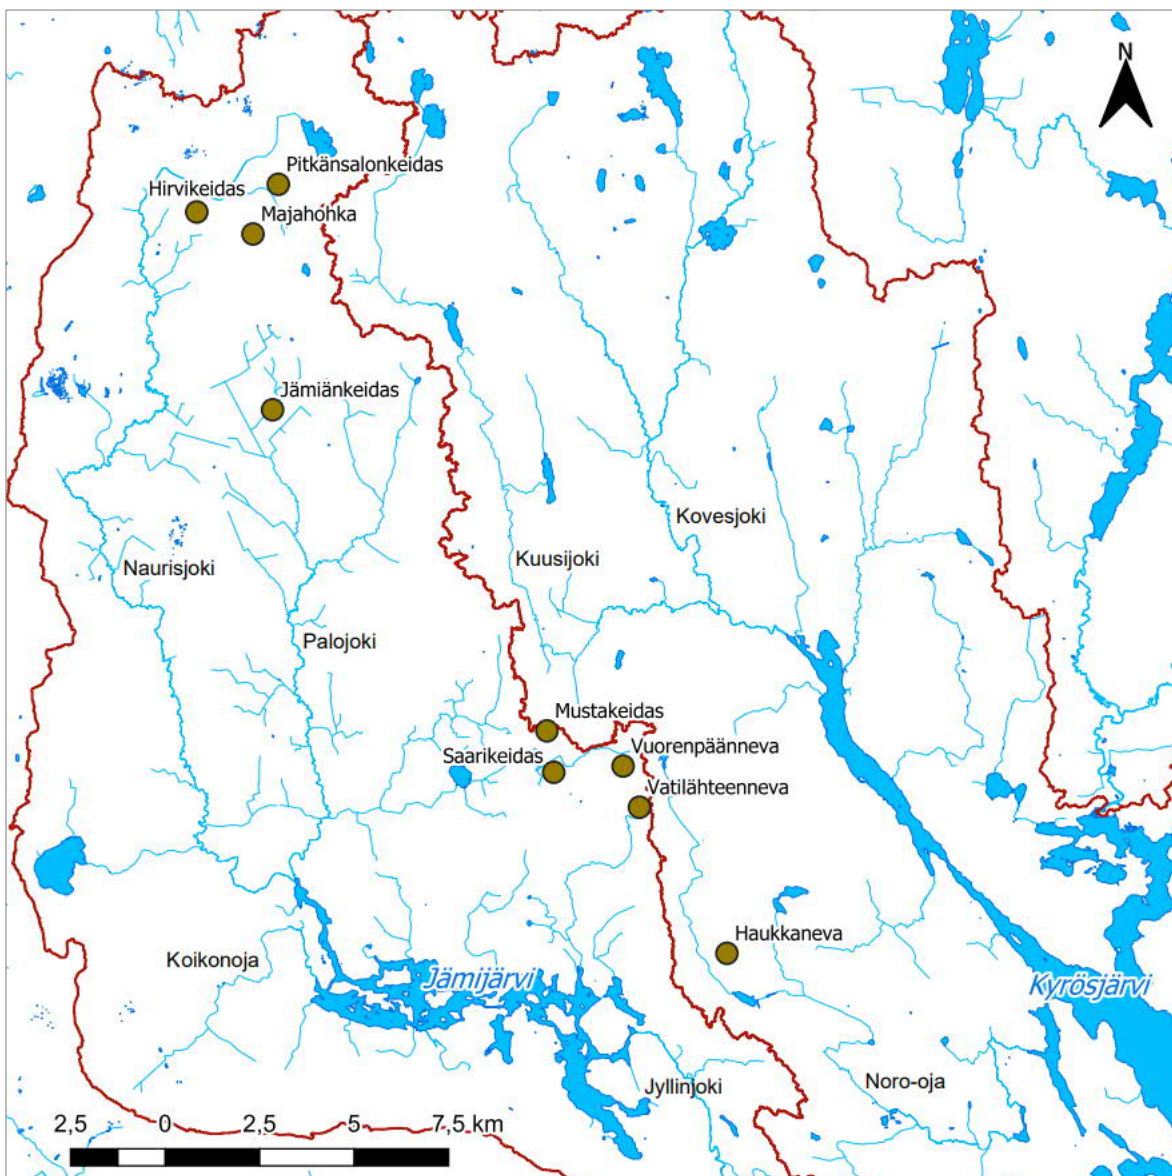 N
Pitkänsalonkeidas
Hirvikeidas
Majahohka
Jämiänkeidas
Kovesjoki
Kuusijoki
Naurisjoki
Palojoki
Mustakeidas
Vuorenpäänneva
Saarikeidas
Vatilähteenneva
Haukkaneva
Koikonoja
Jämijärvi
Kyrösjärvi
Noro-oja
Jyllinjoki
2,5 0 2,5 5 7,5 km